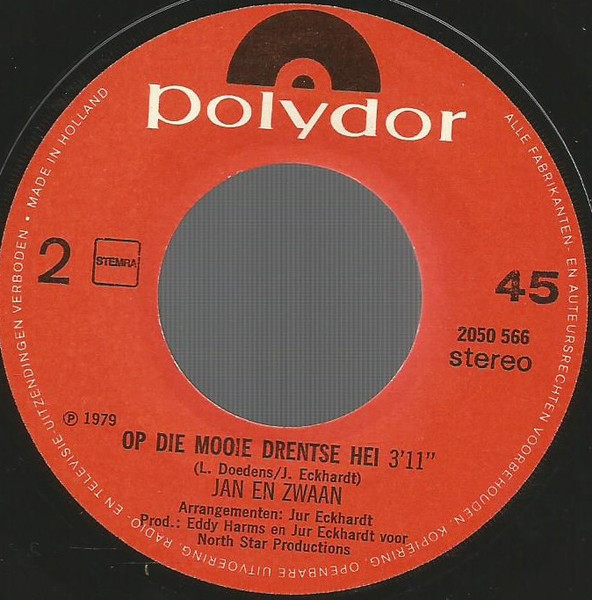 polydor
2
STEMRA
45
2050 566
stereo
℗ 1979
OP DIE MOOIE DRENTSE HEI 3'11"
(L. Doedens/J. Eckhardt)
JAN EN ZWAAN
Arrangementen: Jur Eckhardt
Prod.: Eddy Harms en Jur Eckhardt voor
North Star Productions
ALLE FABRIKANTEN- EN AUTEURSRECHTEN VOORBEHOUDEN. KOPIËRING, OPENBARE UITVOERING, RADIO- EN TELEVISIE-UITZENDINGEN VERBODEN • MADE IN HOLLAND